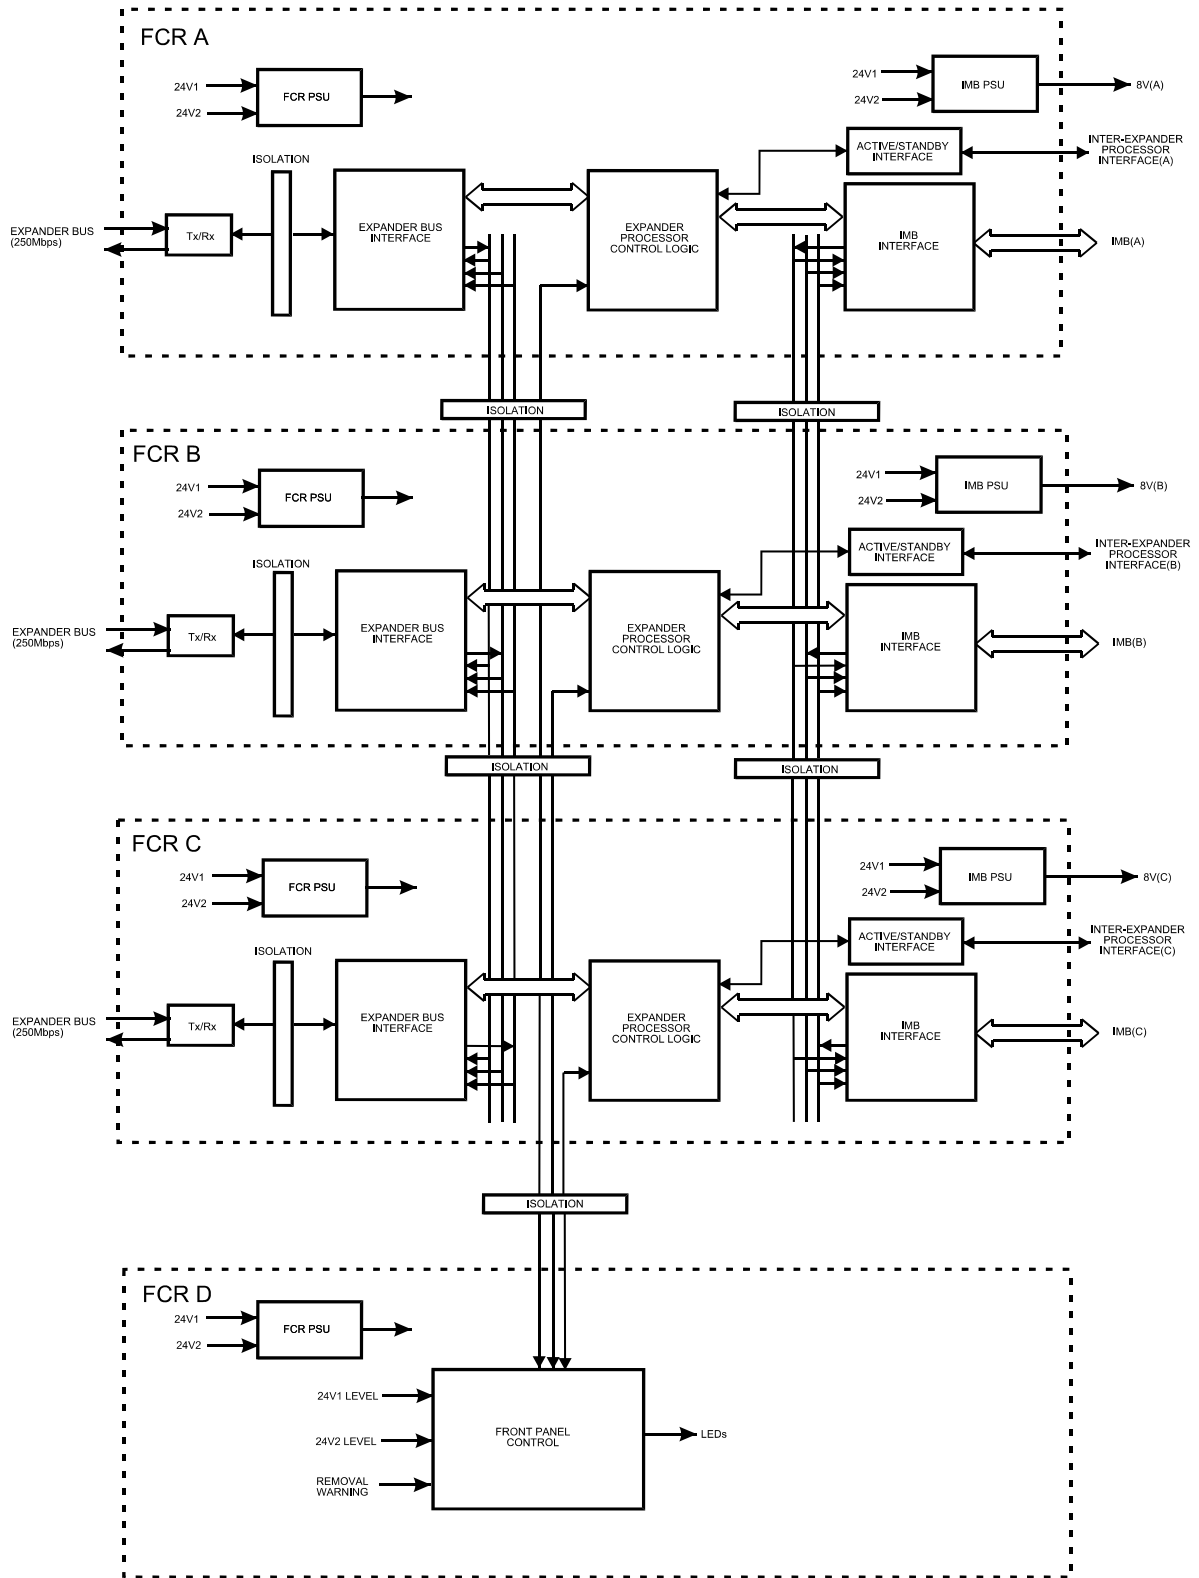 FCR A
24V1
24V2
FCR PSU
24V1
24V2
IMB PSU
8V(A)
ISOLATION
ACTIVE/STANDBY
INTERFACE
INTER-EXPANDER
PROCESSOR
INTERFACE(A)
EXPANDER BUS
(250Mbps)
Tx/Rx
EXPANDER BUS
INTERFACE
EXPANDER
PROCESSOR
CONTROL LOGIC
IMB
INTERFACE
IMB(A)
ISOLATION
ISOLATION
FCR B
24V1
24V2
FCR PSU
24V1
24V2
IMB PSU
8V(B)
ISOLATION
ACTIVE/STANDBY
INTERFACE
INTER-EXPANDER
PROCESSOR
INTERFACE(B)
EXPANDER BUS
(250Mbps)
Tx/Rx
EXPANDER BUS
INTERFACE
EXPANDER
PROCESSOR
CONTROL LOGIC
IMB
INTERFACE
IMB(B)
ISOLATION
ISOLATION
FCR C
24V1
24V2
FCR PSU
24V1
24V2
IMB PSU
8V(C)
ISOLATION
ACTIVE/STANDBY
INTERFACE
INTER-EXPANDER
PROCESSOR
INTERFACE(C)
EXPANDER BUS
(250Mbps)
Tx/Rx
EXPANDER BUS
INTERFACE
EXPANDER
PROCESSOR
CONTROL LOGIC
IMB
INTERFACE
IMB(C)
ISOLATION
FCR D
24V1
24V2
FCR PSU
24V1 LEVEL
24V2 LEVEL
REMOVAL
WARNING
FRONT PANEL
CONTROL
LEDs